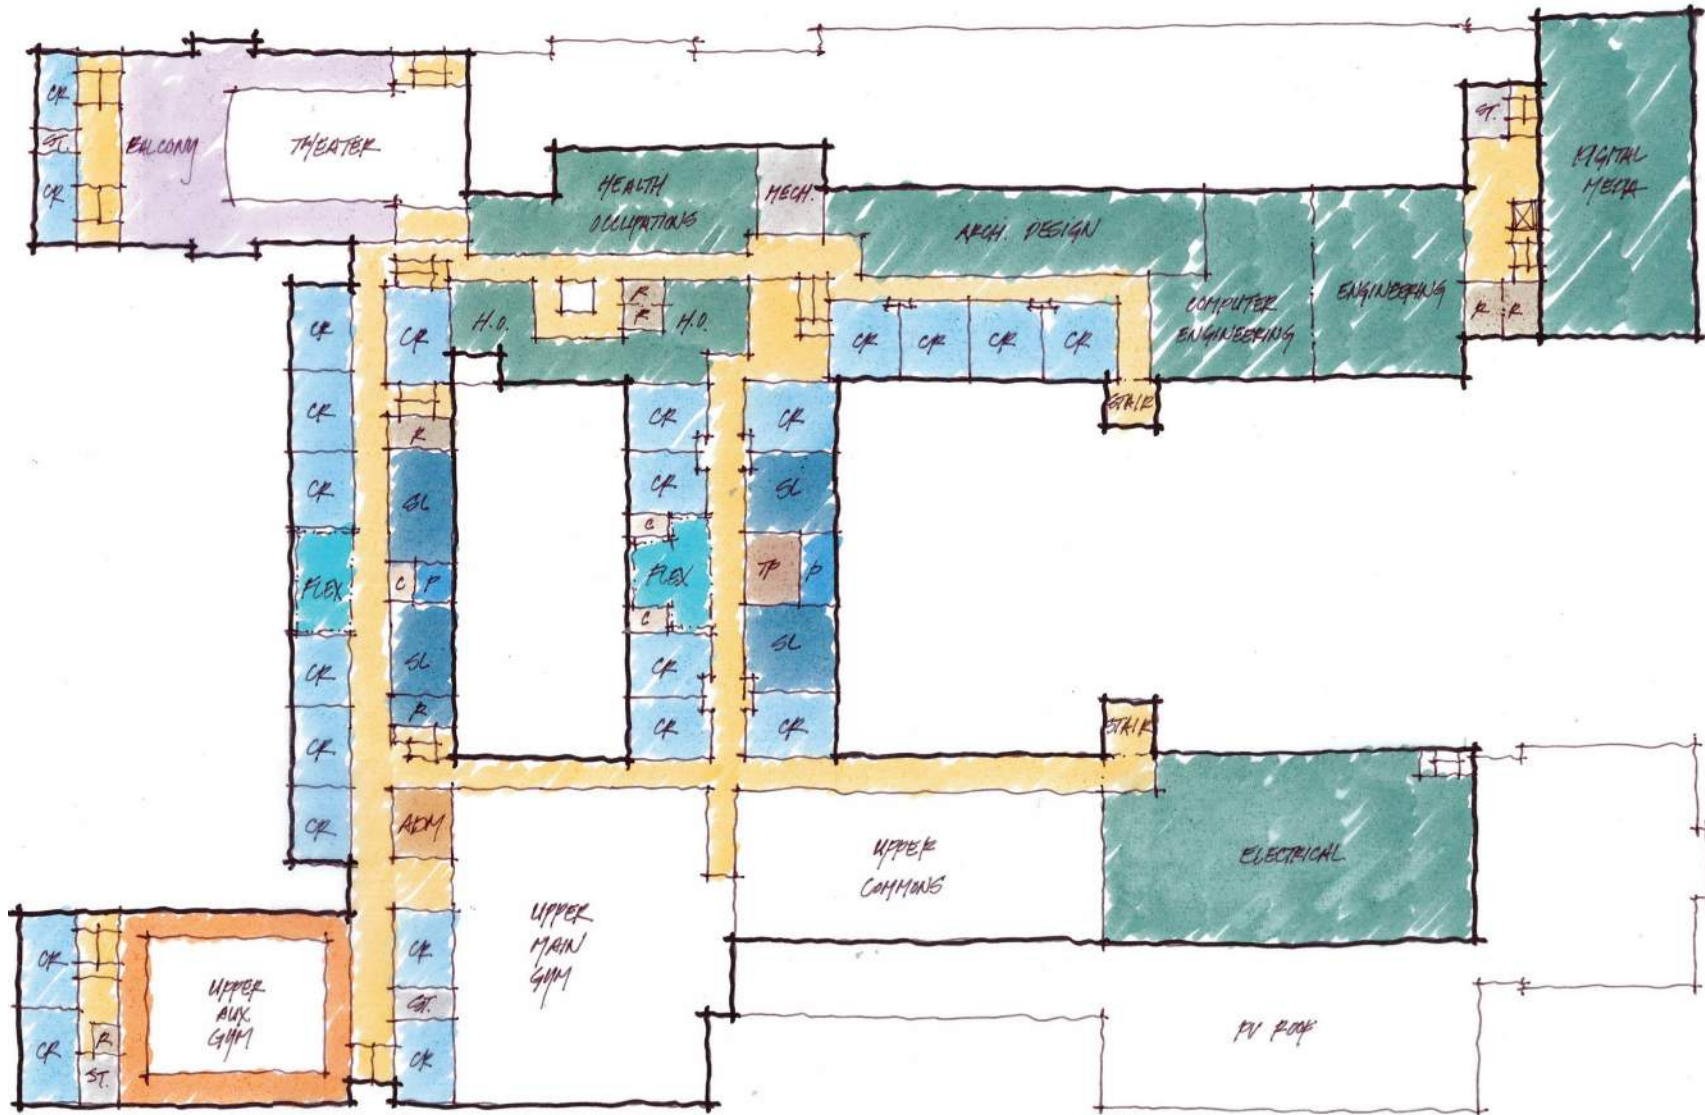 CR
ST.
CR
BALCONY
THEATER
HEALTH
OCCUPATIONS
MECH.
ARCH. DESIGN
ST.
DIGITAL
MEDIA
CR
CR
H.O.
R
R
H.O.
CR
CR
CR
CR
COMPUTER
ENGINEERING
ENGINEERING
R
R
STAIR
CR
R
CR
CR
CR
SL
CR
SL
FLEX
C
P
C
FLEX
C
TP
P
CR
SL
CR
SL
R
CR
CR
CR
STAIR
CR
ADM
UPPER
COMMONS
ELECTRICAL
UPPER
MAIN
GYM
CR
CR
R
ST.
UPPER
AUX.
GYM
CR
ST.
CR
PV ROOF